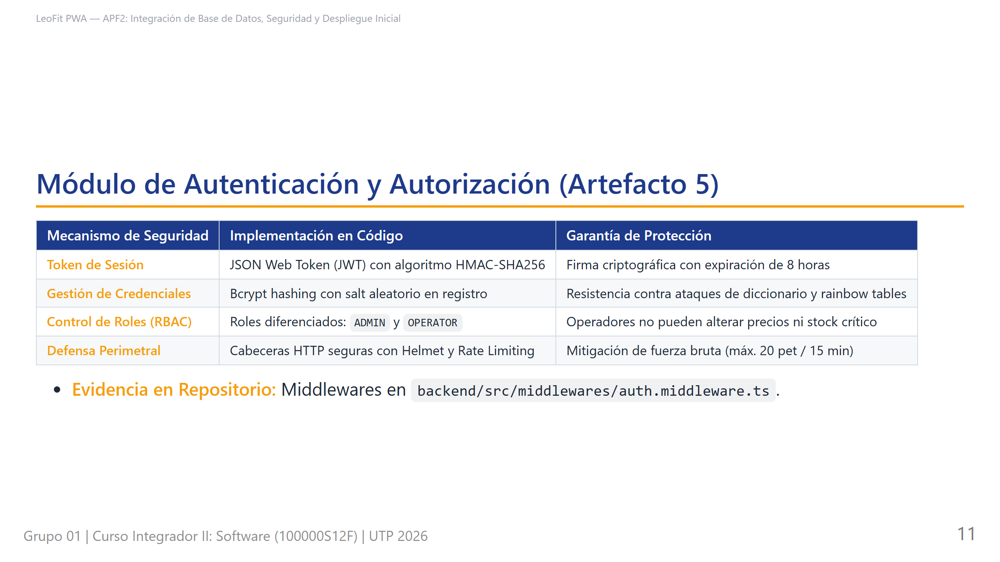 LeoFit PWA — APF2: Integración de Base de Datos, Seguridad y Despliegue Inicial
Módulo de Autenticación y Autorización (Artefacto 5)
Mecanismo de Seguridad Implementación en Código Garantía de Protección
Token de Sesión JSON Web Token (JWT) con algoritmo HMAC-SHA256 Firma criptográfica con expiración de 8 horas
Gestión de Credenciales Bcrypt hashing con salt aleatorio en registro Resistencia contra ataques de diccionario y rainbow tables
Control de Roles (RBAC) Roles diferenciados: ADMIN y OPERATOR Operadores no pueden alterar precios ni stock crítico
Defensa Perimetral Cabeceras HTTP seguras con Helmet y Rate Limiting Mitigación de fuerza bruta (máx. 20 pet / 15 min)
• Evidencia en Repositorio: Middlewares en backend/src/middlewares/auth.middleware.ts.
Grupo 01 | Curso Integrador II: Software (100000S12F) | UTP 2026
11